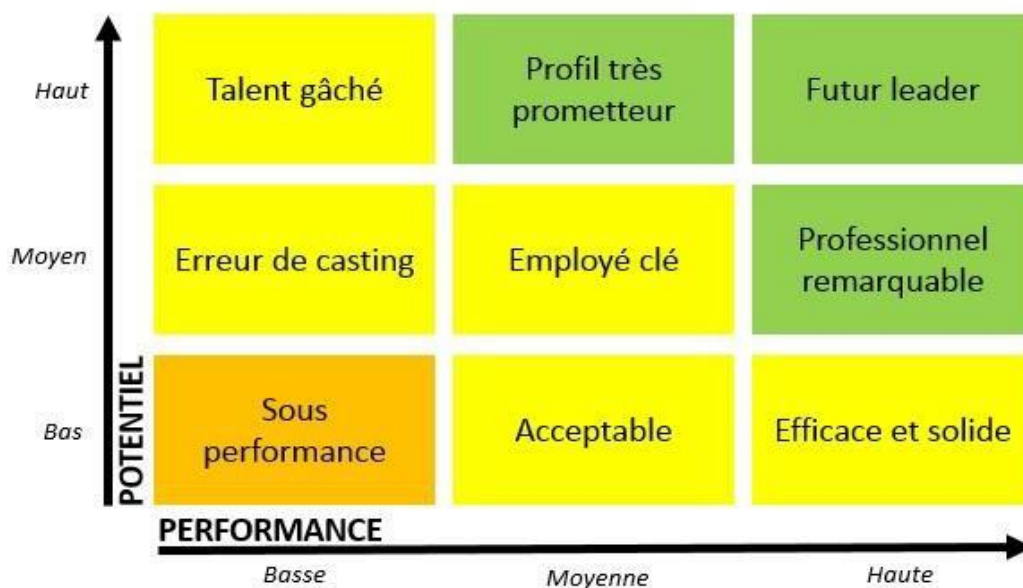 Haut
Talent gâché
Profil très
prometteur
Futur leader
Moyen
Erreur de casting
Employé clé
Professionnel
remarquable
Bas
POTENTIEL
Sous
performance
Acceptable
Efficace et solide
PERFORMANCE
Basse
Moyenne
Haute